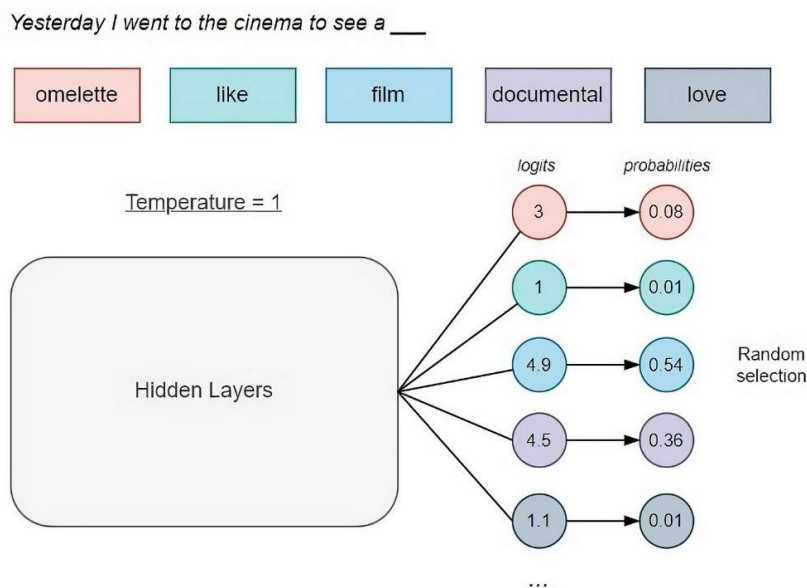 Yesterday I went to the cinema to see a ___
omelette
like
film
documental
love
Temperature = 1
logits
probabilities
3
0.08
1
0.01
4.9
0.54
4.5
0.36
1.1
0.01
...
Hidden Layers
Random
selection